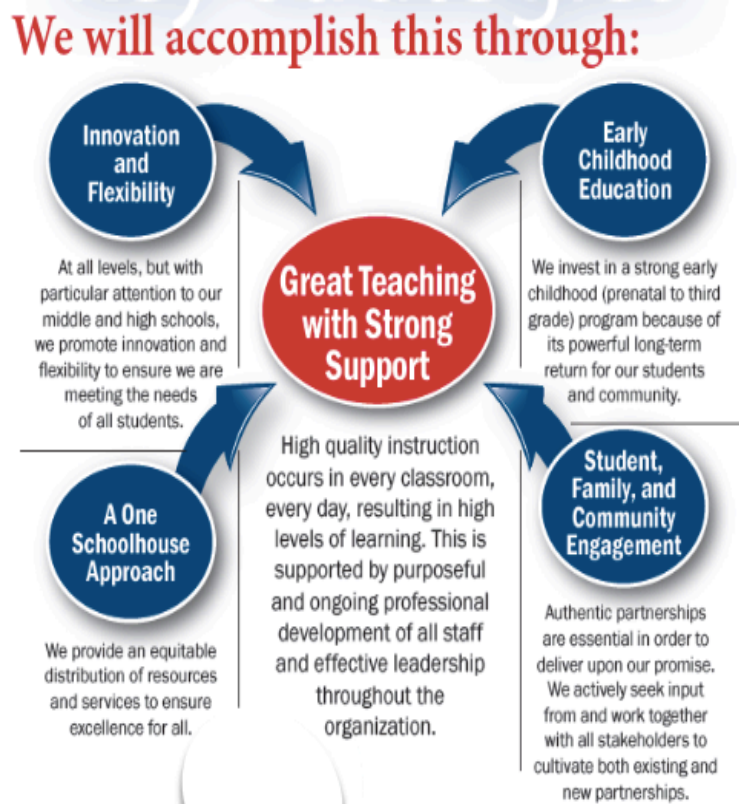 We will accomplish this through:
Innovation
and
Flexibility
At all levels, but with
particular attention to our
middle and high schools,
we promote innovation and
flexibility to ensure we are
meeting the needs
of all students.
Early
Childhood
Education
We invest in a strong early
childhood (prenatal to third
grade) program because of
its powerful long-term
return for our students
and community.
Great Teaching
with Strong
Support
High quality instruction
occurs in every classroom,
every day, resulting in high
levels of learning. This is
supported by purposeful
and ongoing professional
development of all staff
and effective leadership
throughout the
organization.
A One
Schoolhouse
Approach
We provide an equitable
distribution of resources
and services to ensure
excellence for all.
Student,
Family, and
Community
Engagement
Authentic partnerships
are essential in order to
deliver upon our promise.
We actively seek input
from and work together
with all stakeholders to
cultivate both existing and
new partnerships.